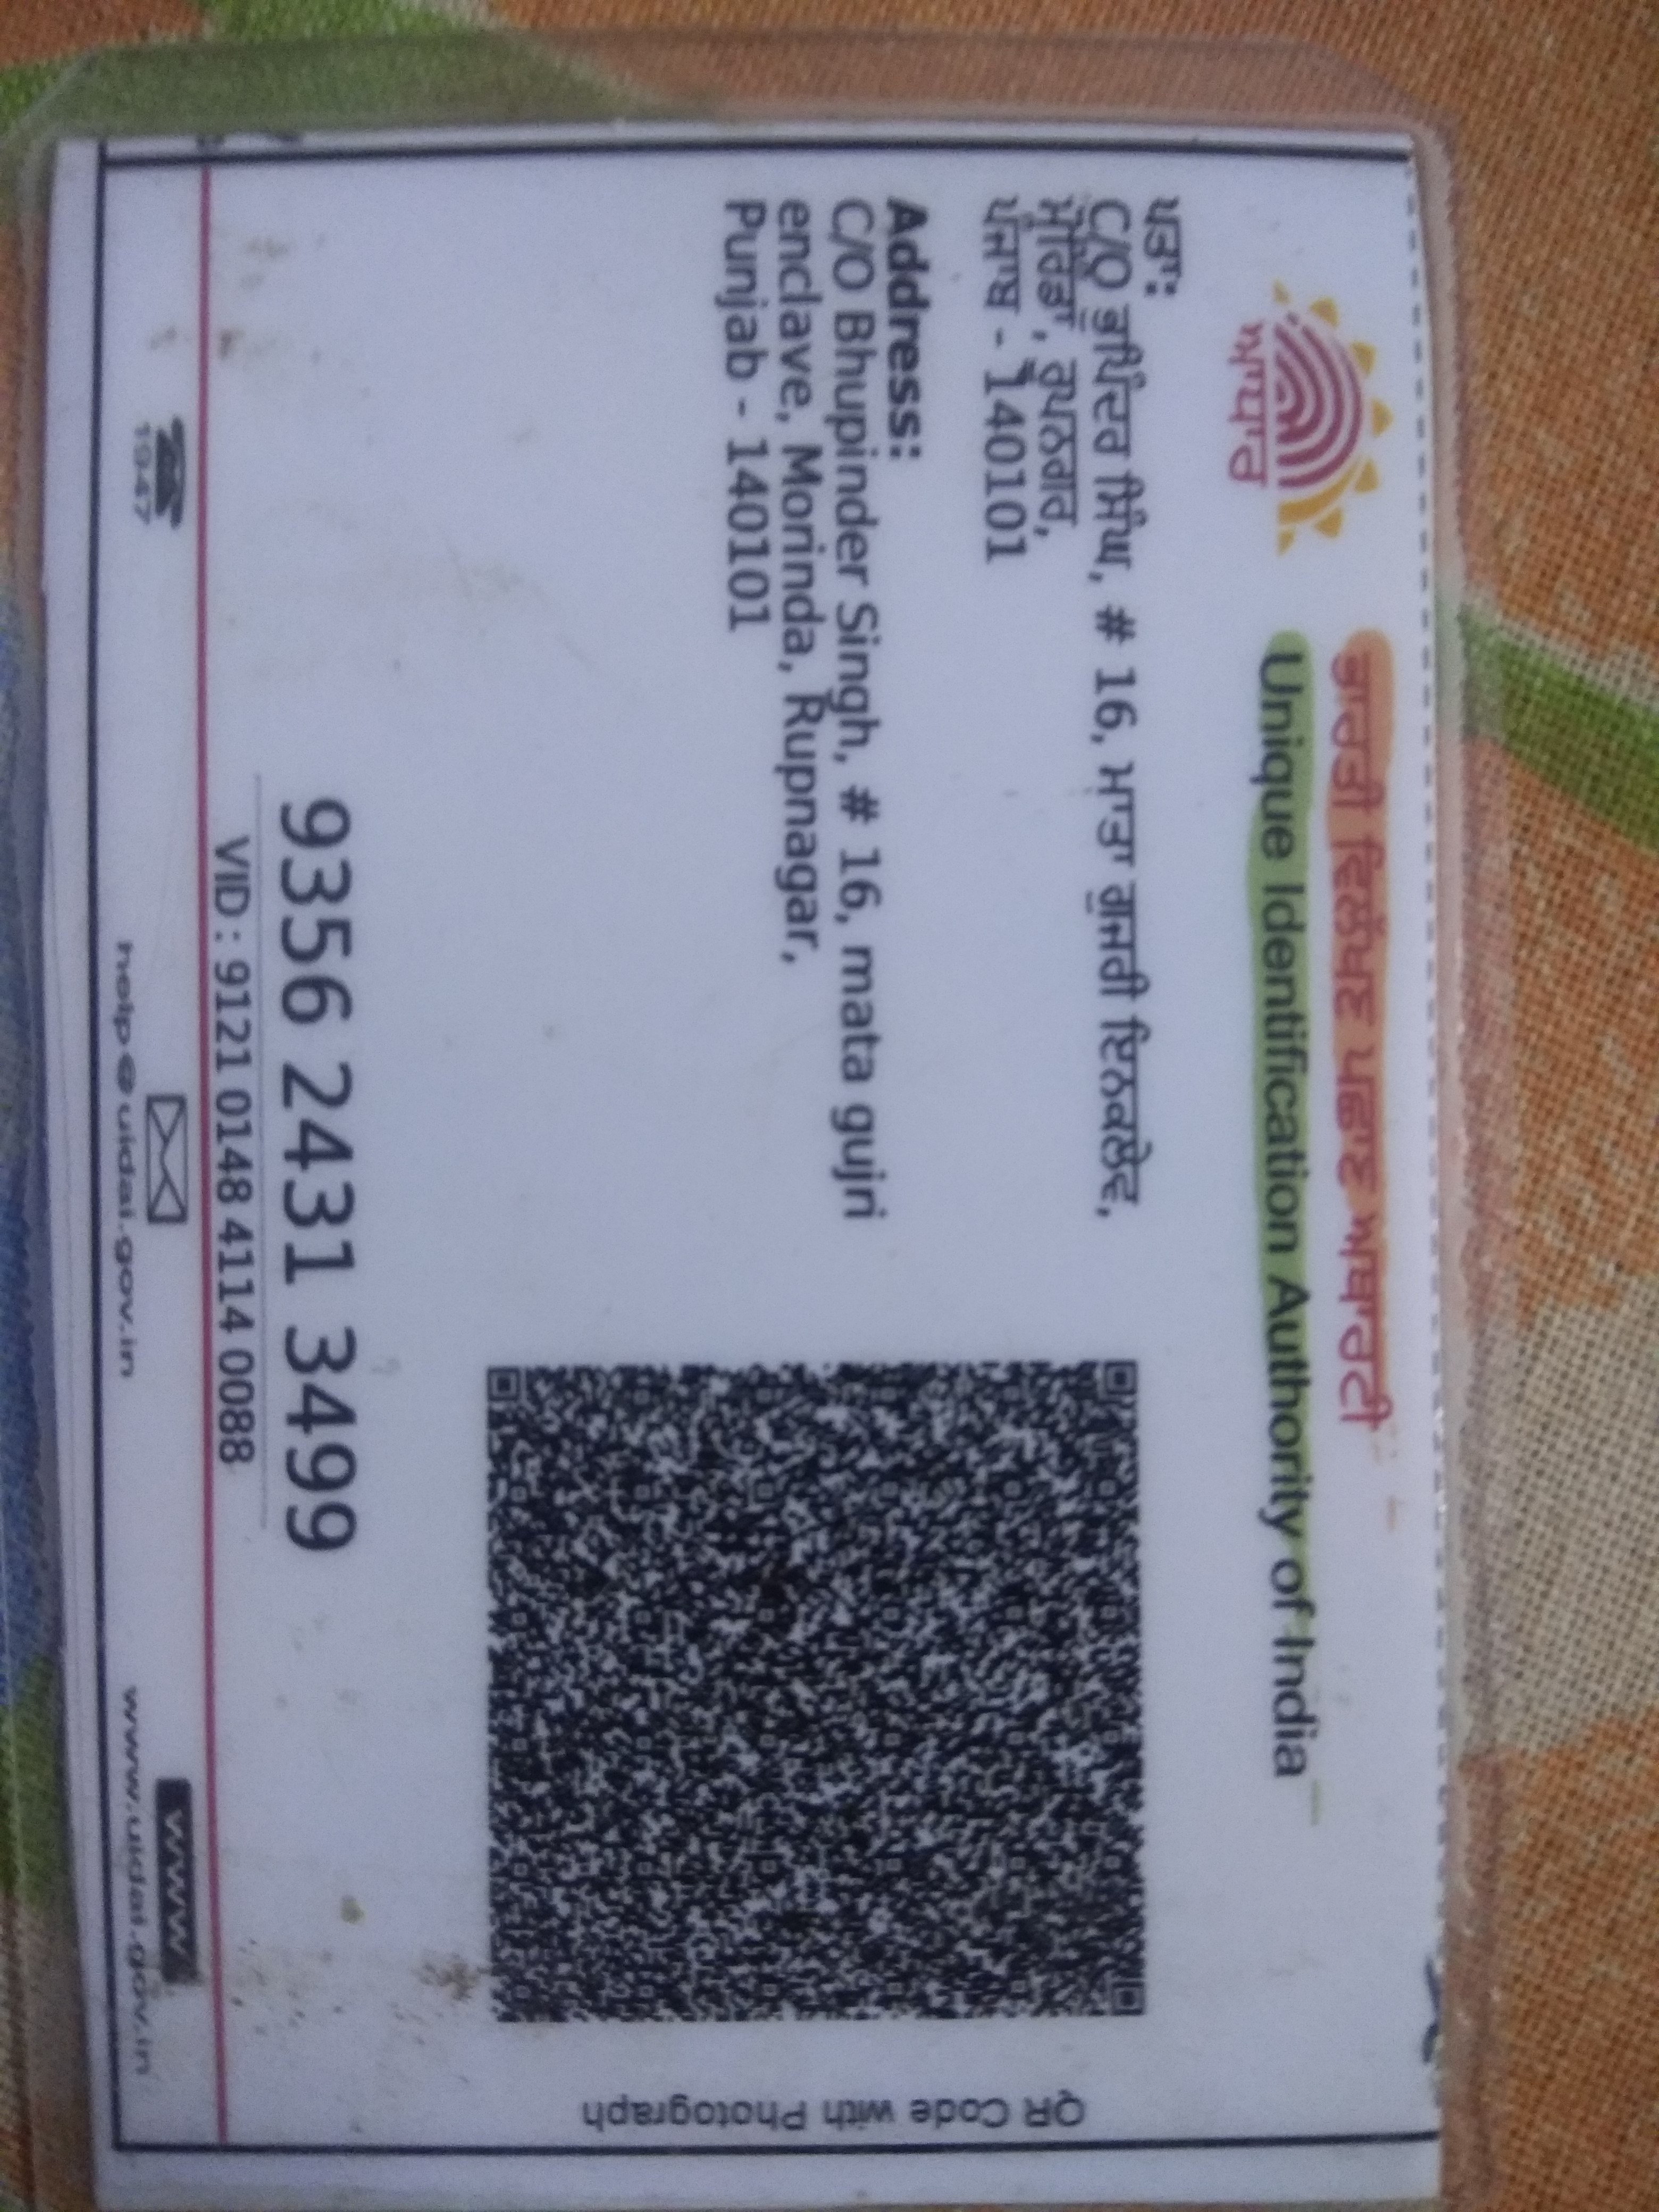 ਆਧਾਰ
ਭਾਰਤੀ ਵਿਲੱਖਣ ਪਛਾਣ ਅਥਾਰਟੀ
Unique Identification Authority of India
ਪਤਾ:
C/O ਭੁਪਿੰਦਰ ਸਿੰਘ, # 16, ਮਾਤਾ ਗੁਜਰੀ ਇਨਕਲੇਵ,
ਮੋਰਿੰਡਾ, ਰੂਪਨਗਰ,
ਪੰਜਾਬ - 140101
Address:
C/O Bhupinder Singh, # 16, mata gujri
enclave, Morinda, Rupnagar,
Punjab - 140101
QR Code with Photograph
9356 2431 3499
VID : 9121 0148 4114 0088
1947
help@uidai.gov.in
www
www.uidai.gov.in